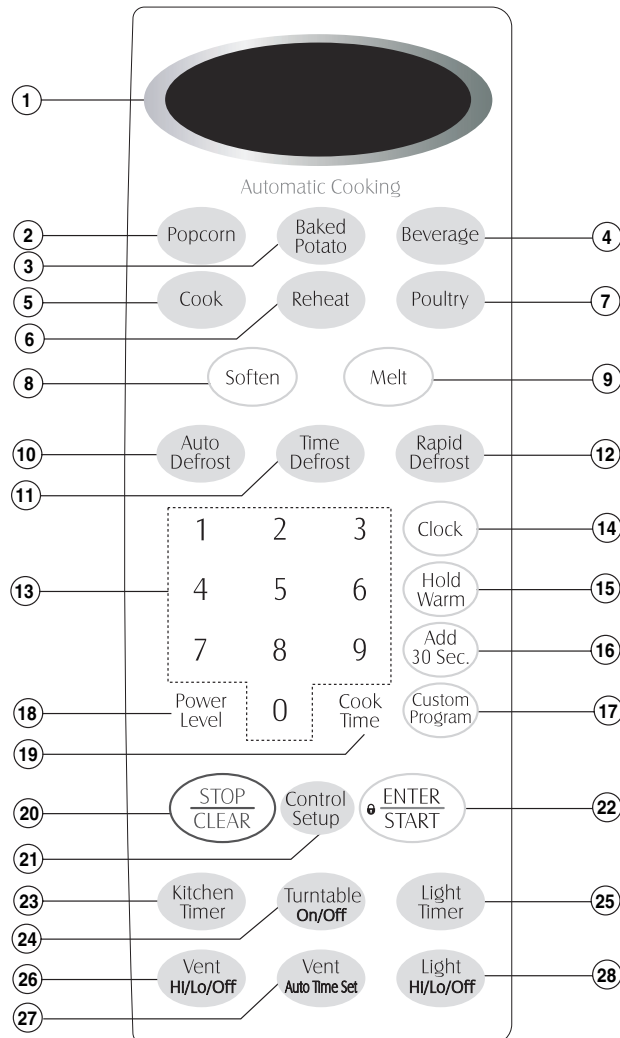 1
Automatic Cooking
2 Popcorn Baked Potato Beverage 4
3
5 Cook Reheat Poultry 7
6
8 Soften Melt 9
10 Auto Defrost Time Defrost Rapid Defrost 12
11
1 2 3 Clock 14
13 4 5 6 Hold Warm 15
7 8 9 Add 30 Sec. 16
18 Power Level 0 Cook Time Custom Program 17
19
20 STOP CLEAR Control Setup ENTER START 22
21
23 Kitchen Timer Turntable On/Off Light Timer 25
24
26 Vent HI/Lo/Off Vent Auto Time Set Light HI/Lo/Off 28
27